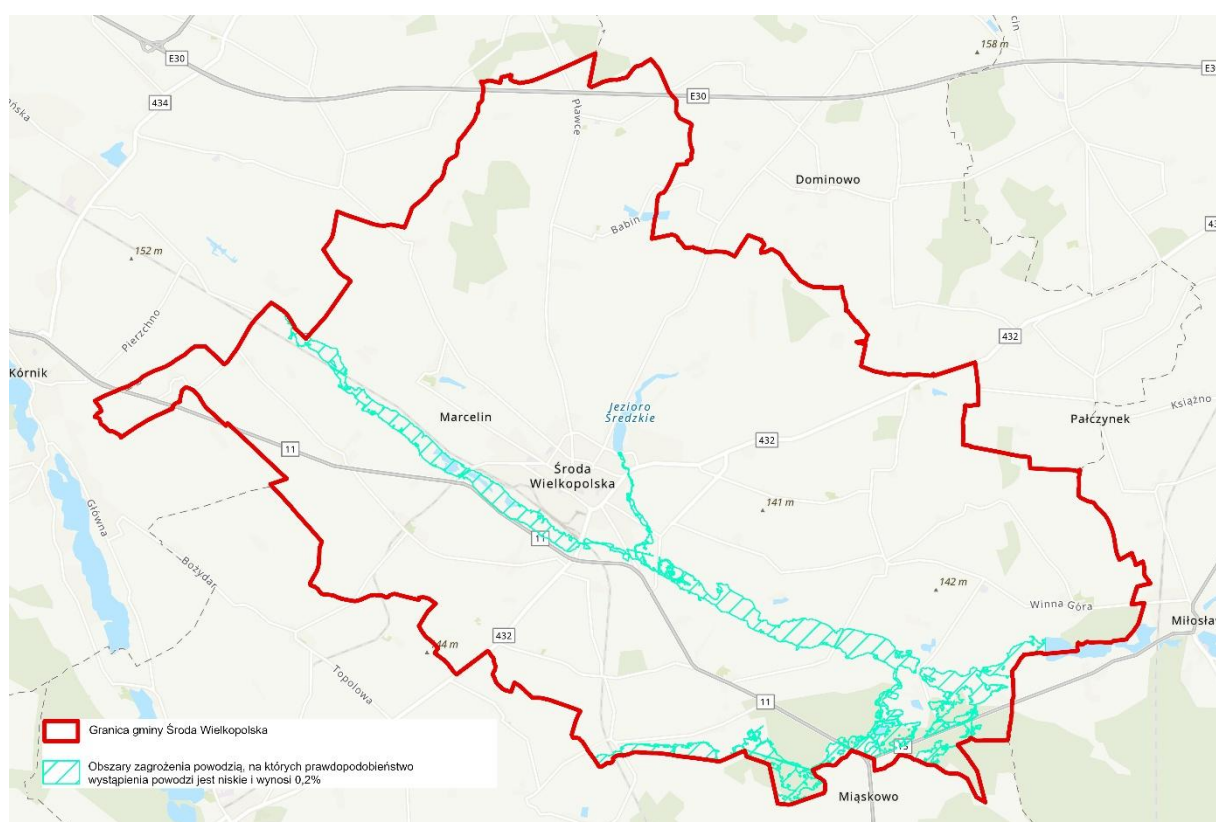 158 m
E30
434
E30
Pławce
Dominowo
Babin
152 m
Pierzchno
432
Kórnik
Marcelin
Jezioro
Średzkie
Pałczynek
Książno
11
432
Środa
Wielkopolska
141 m
Główna
11
Bożydar
142 m
Winna Góra
432
Topolowa
11
15
Miąskowo
Granica gminy Środa Wielkopolska
Obszary zagrożenia powodzią, na których prawdopodobieństwo
wystąpienia powodzi jest niskie i wynosi 0,2%